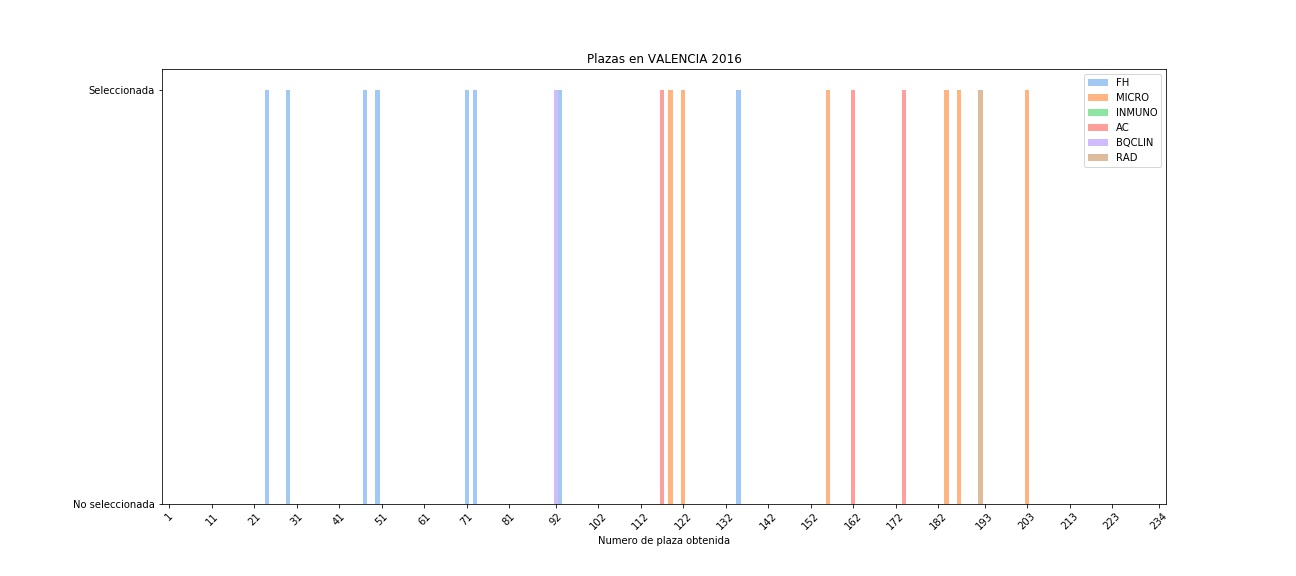 Plazas en VALENCIA 2016
Seleccionada
No seleccionada
FH
MICRO
INMUNO
AC
BQCLIN
RAD
1 11 21 31 41 51 61 71 81 92 102 112 122 132 142 152 162 172 182 193 203 213 223 234
Numero de plaza obtenida